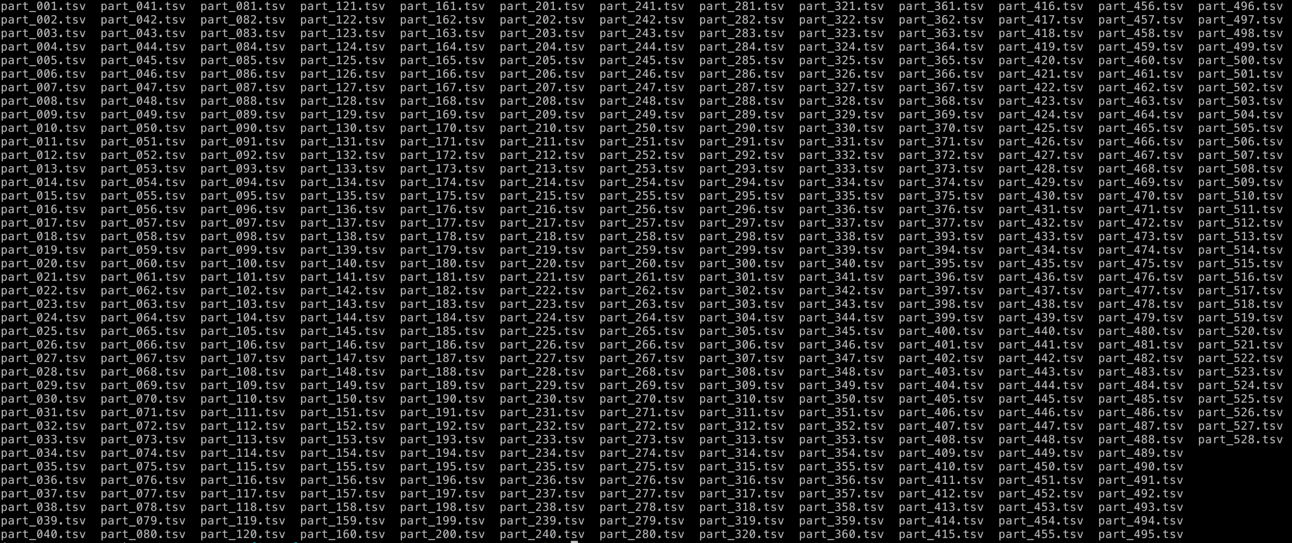 part_001.tsv part_041.tsv part_081.tsv part_121.tsv part_161.tsv part_201.tsv part_241.tsv part_281.tsv part_321.tsv part_361.tsv part_416.tsv part_456.tsv part_496.tsv
part_002.tsv part_042.tsv part_082.tsv part_122.tsv part_162.tsv part_202.tsv part_242.tsv part_282.tsv part_322.tsv part_362.tsv part_417.tsv part_457.tsv part_497.tsv
part_003.tsv part_043.tsv part_083.tsv part_123.tsv part_163.tsv part_203.tsv part_243.tsv part_283.tsv part_323.tsv part_363.tsv part_418.tsv part_458.tsv part_498.tsv
part_004.tsv part_044.tsv part_084.tsv part_124.tsv part_164.tsv part_204.tsv part_244.tsv part_284.tsv part_324.tsv part_364.tsv part_419.tsv part_459.tsv part_499.tsv
part_005.tsv part_045.tsv part_085.tsv part_125.tsv part_165.tsv part_205.tsv part_245.tsv part_285.tsv part_325.tsv part_365.tsv part_420.tsv part_460.tsv part_500.tsv
part_006.tsv part_046.tsv part_086.tsv part_126.tsv part_166.tsv part_206.tsv part_246.tsv part_286.tsv part_326.tsv part_366.tsv part_421.tsv part_461.tsv part_501.tsv
part_007.tsv part_047.tsv part_087.tsv part_127.tsv part_167.tsv part_207.tsv part_247.tsv part_287.tsv part_327.tsv part_367.tsv part_422.tsv part_462.tsv part_502.tsv
part_008.tsv part_048.tsv part_088.tsv part_128.tsv part_168.tsv part_208.tsv part_248.tsv part_288.tsv part_328.tsv part_368.tsv part_423.tsv part_463.tsv part_503.tsv
part_009.tsv part_049.tsv part_089.tsv part_129.tsv part_169.tsv part_209.tsv part_249.tsv part_289.tsv part_329.tsv part_369.tsv part_424.tsv part_464.tsv part_504.tsv
part_010.tsv part_050.tsv part_090.tsv part_130.tsv part_170.tsv part_210.tsv part_250.tsv part_290.tsv part_330.tsv part_370.tsv part_425.tsv part_465.tsv part_505.tsv
part_011.tsv part_051.tsv part_091.tsv part_131.tsv part_171.tsv part_211.tsv part_251.tsv part_291.tsv part_331.tsv part_371.tsv part_426.tsv part_466.tsv part_506.tsv
part_012.tsv part_052.tsv part_092.tsv part_132.tsv part_172.tsv part_212.tsv part_252.tsv part_292.tsv part_332.tsv part_372.tsv part_427.tsv part_467.tsv part_507.tsv
part_013.tsv part_053.tsv part_093.tsv part_133.tsv part_173.tsv part_213.tsv part_253.tsv part_293.tsv part_333.tsv part_373.tsv part_428.tsv part_468.tsv part_508.tsv
part_014.tsv part_054.tsv part_094.tsv part_134.tsv part_174.tsv part_214.tsv part_254.tsv part_294.tsv part_334.tsv part_374.tsv part_429.tsv part_469.tsv part_509.tsv
part_015.tsv part_055.tsv part_095.tsv part_135.tsv part_175.tsv part_215.tsv part_255.tsv part_295.tsv part_335.tsv part_375.tsv part_430.tsv part_470.tsv part_510.tsv
part_016.tsv part_056.tsv part_096.tsv part_136.tsv part_176.tsv part_216.tsv part_256.tsv part_296.tsv part_336.tsv part_376.tsv part_431.tsv part_471.tsv part_511.tsv
part_017.tsv part_057.tsv part_097.tsv part_137.tsv part_177.tsv part_217.tsv part_257.tsv part_297.tsv part_337.tsv part_377.tsv part_432.tsv part_472.tsv part_512.tsv
part_018.tsv part_058.tsv part_098.tsv part_138.tsv part_178.tsv part_218.tsv part_258.tsv part_298.tsv part_338.tsv part_393.tsv part_433.tsv part_473.tsv part_513.tsv
part_019.tsv part_059.tsv part_099.tsv part_139.tsv part_179.tsv part_219.tsv part_259.tsv part_299.tsv part_339.tsv part_394.tsv part_434.tsv part_474.tsv part_514.tsv
part_020.tsv part_060.tsv part_100.tsv part_140.tsv part_180.tsv part_220.tsv part_260.tsv part_300.tsv part_340.tsv part_395.tsv part_435.tsv part_475.tsv part_515.tsv
part_021.tsv part_061.tsv part_101.tsv part_141.tsv part_181.tsv part_221.tsv part_261.tsv part_301.tsv part_341.tsv part_396.tsv part_436.tsv part_476.tsv part_516.tsv
part_022.tsv part_062.tsv part_102.tsv part_142.tsv part_182.tsv part_222.tsv part_262.tsv part_302.tsv part_342.tsv part_397.tsv part_437.tsv part_477.tsv part_517.tsv
part_023.tsv part_063.tsv part_103.tsv part_143.tsv part_183.tsv part_223.tsv part_263.tsv part_303.tsv part_343.tsv part_398.tsv part_438.tsv part_478.tsv part_518.tsv
part_024.tsv part_064.tsv part_104.tsv part_144.tsv part_184.tsv part_224.tsv part_264.tsv part_304.tsv part_344.tsv part_399.tsv part_439.tsv part_479.tsv part_519.tsv
part_025.tsv part_065.tsv part_105.tsv part_145.tsv part_185.tsv part_225.tsv part_265.tsv part_305.tsv part_345.tsv part_400.tsv part_440.tsv part_480.tsv part_520.tsv
part_026.tsv part_066.tsv part_106.tsv part_146.tsv part_186.tsv part_226.tsv part_266.tsv part_306.tsv part_346.tsv part_401.tsv part_441.tsv part_481.tsv part_521.tsv
part_027.tsv part_067.tsv part_107.tsv part_147.tsv part_187.tsv part_227.tsv part_267.tsv part_307.tsv part_347.tsv part_402.tsv part_442.tsv part_482.tsv part_522.tsv
part_028.tsv part_068.tsv part_108.tsv part_148.tsv part_188.tsv part_228.tsv part_268.tsv part_308.tsv part_348.tsv part_403.tsv part_443.tsv part_483.tsv part_523.tsv
part_029.tsv part_069.tsv part_109.tsv part_149.tsv part_189.tsv part_229.tsv part_269.tsv part_309.tsv part_349.tsv part_404.tsv part_444.tsv part_484.tsv part_524.tsv
part_030.tsv part_070.tsv part_110.tsv part_150.tsv part_190.tsv part_230.tsv part_270.tsv part_310.tsv part_350.tsv part_405.tsv part_445.tsv part_485.tsv part_525.tsv
part_031.tsv part_071.tsv part_111.tsv part_151.tsv part_191.tsv part_231.tsv part_271.tsv part_311.tsv part_351.tsv part_406.tsv part_446.tsv part_486.tsv part_526.tsv
part_032.tsv part_072.tsv part_112.tsv part_152.tsv part_192.tsv part_232.tsv part_272.tsv part_312.tsv part_352.tsv part_407.tsv part_447.tsv part_487.tsv part_527.tsv
part_033.tsv part_073.tsv part_113.tsv part_153.tsv part_193.tsv part_233.tsv part_273.tsv part_313.tsv part_353.tsv part_408.tsv part_448.tsv part_488.tsv part_528.tsv
part_034.tsv part_074.tsv part_114.tsv part_154.tsv part_194.tsv part_234.tsv part_274.tsv part_314.tsv part_354.tsv part_409.tsv part_449.tsv part_489.tsv
part_035.tsv part_075.tsv part_115.tsv part_155.tsv part_195.tsv part_235.tsv part_275.tsv part_315.tsv part_355.tsv part_410.tsv part_450.tsv part_490.tsv
part_036.tsv part_076.tsv part_116.tsv part_156.tsv part_196.tsv part_236.tsv part_276.tsv part_316.tsv part_356.tsv part_411.tsv part_451.tsv part_491.tsv
part_037.tsv part_077.tsv part_117.tsv part_157.tsv part_197.tsv part_237.tsv part_277.tsv part_317.tsv part_357.tsv part_412.tsv part_452.tsv part_492.tsv
part_038.tsv part_078.tsv part_118.tsv part_158.tsv part_198.tsv part_238.tsv part_278.tsv part_318.tsv part_358.tsv part_413.tsv part_453.tsv part_493.tsv
part_039.tsv part_079.tsv part_119.tsv part_159.tsv part_199.tsv part_239.tsv part_279.tsv part_319.tsv part_359.tsv part_414.tsv part_454.tsv part_494.tsv
part_040.tsv part_080.tsv part_120.tsv part_160.tsv part_200.tsv part_240.tsv part_280.tsv part_320.tsv part_360.tsv part_415.tsv part_455.tsv part_495.tsv